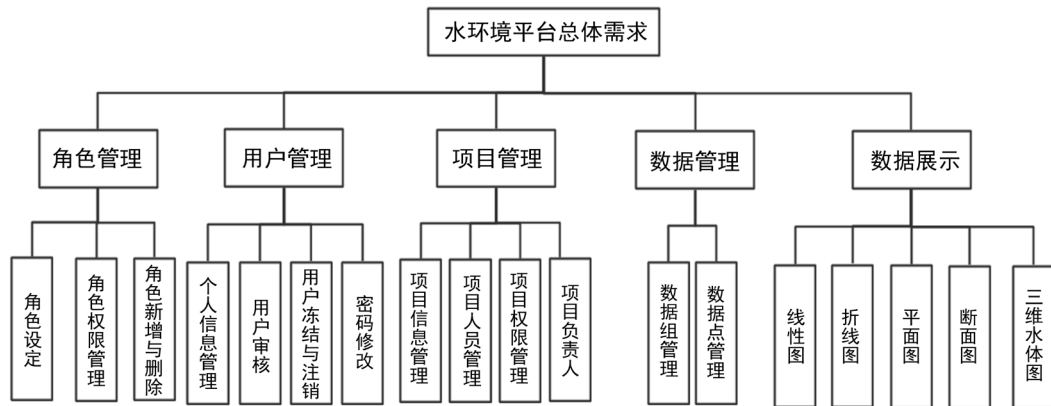 水环境平台总体需求
角色管理
用户管理
项目管理
数据管理
数据展示
角色设定
角色权限管理
角色新增与删除
个人信息管理
用户审核
用户冻结与注销
密码修改
项目信息管理
项目人员管理
项目权限管理
项目负责人
数据组管理
数据点管理
线性图
折线图
平面图
断面图
三维水体图